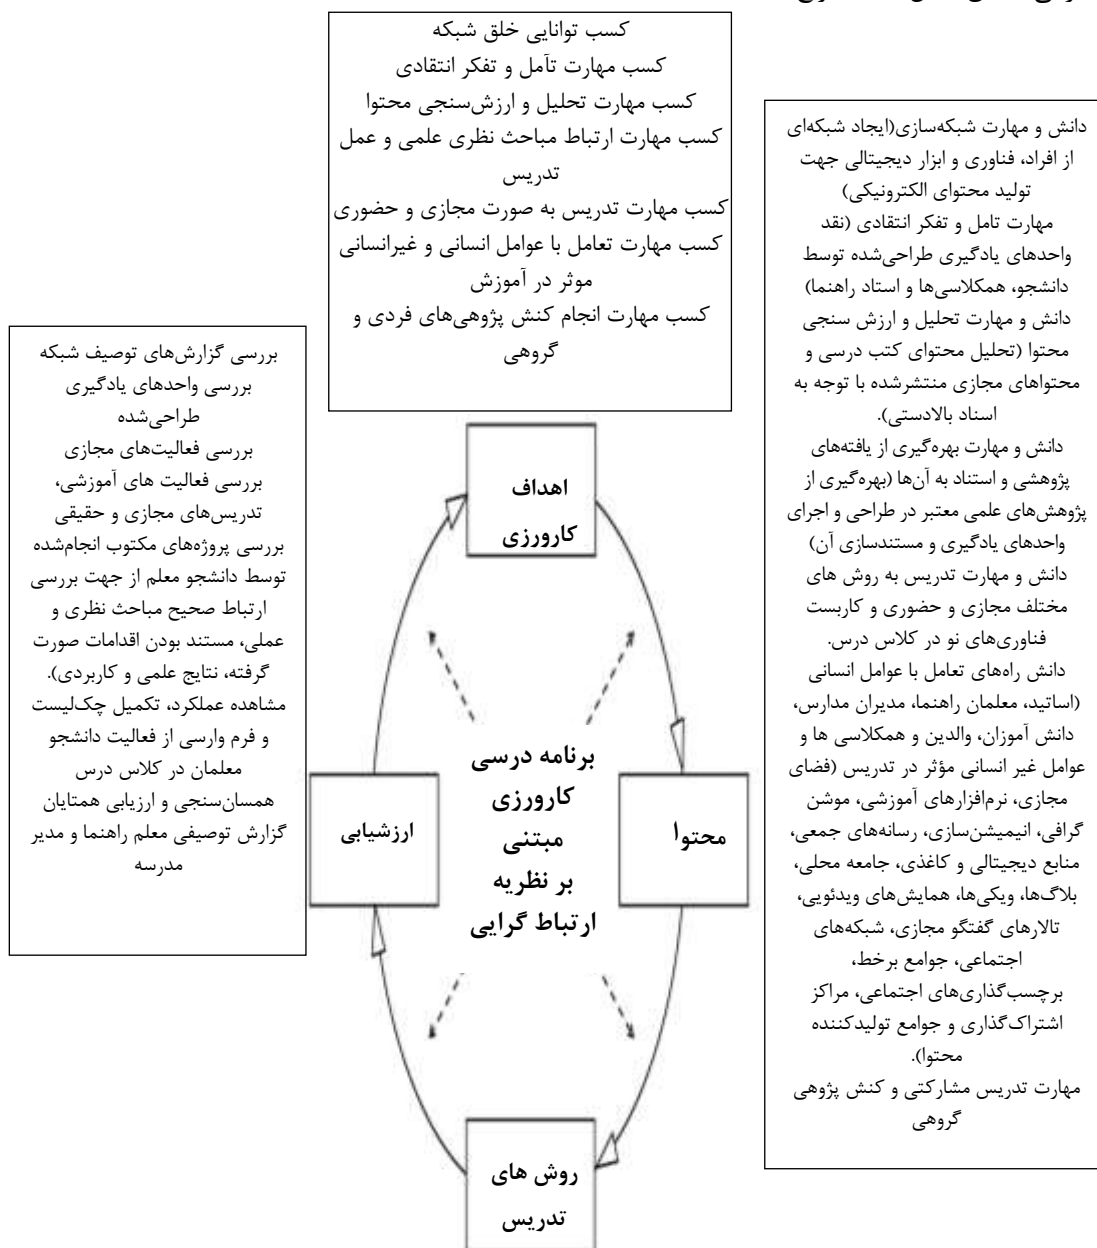 کسب توانایی خلق شبکه
کسب مهارت تآمل و تفکر انتقادی
کسب مهارت تحلیل و ارزش‌سنجی محتوا
کسب مهارت ارتباط مباحث نظری علمی و عمل
تدریس
کسب مهارت تدریس به صورت مجازی و حضوری
کسب مهارت تعامل با عوامل انسانی و غیرانسانی
موثر در آموزش
کسب مهارت انجام کنش پژوهی‌های فردی و
گروهی
دانش و مهارت شبکه‌سازی(ایجاد شبکه‌ای
از افراد، فناوری و ابزار دیجیتالی جهت
تولید محتوای الکترونیکی)
مهارت تامل و تفکر انتقادی (نقد
واحدهای یادگیری طراحی‌شده توسط
دانشجو، همکلاسی‌ها و استاد راهنما)
دانش و مهارت تحلیل و ارزش سنجی
محتوا (تحلیل محتوای کتب درسی و
محتواهای مجازی منتشرشده با توجه به
اسناد بالادستی).
دانش و مهارت بهره‌گیری از یافته‌های
پژوهشی و استناد به آن‌ها (بهره‌گیری از
پژوهش‌های علمی معتبر در طراحی و اجرای
واحدهای یادگیری و مستندسازی آن)
دانش و مهارت تدریس به روش های
مختلف مجازی و حضوری و کاربست
فناوری‌های نو در کلاس درس.
دانش راه‌های تعامل با عوامل انسانی
(اساتید، معلمان راهنما، مدیران مدارس،
دانش آموزان، والدین و همکلاسی ها و
عوامل غیر انسانی مؤثر در تدریس (فضای
مجازی، نرم‌افزارهای آموزشی، موشن
گرافی، انیمیشن‌سازی، رسانه‌های جمعی،
منابع دیجیتالی و کاغذی، جامعه محلی،
بلاگ‌ها، ویکی‌ها، همایش‌های ویدئویی،
تالارهای گفتگو مجازی، شبکه‌های
اجتماعی، جوامع برخط،
برچسب‌گذاری‌های اجتماعی، مراکز
اشتراک‌گذاری و جوامع تولیدکننده
محتوا).
مهارت تدریس مشارکتی و کنش پژوهی
گروهی
بررسی گزارش‌های توصیف شبکه
بررسی واحدهای یادگیری
طراحی‌شده
بررسی فعالیت‌های مجازی
بررسی فعالیت های آموزشی،
تدریس‌های مجازی و حقیقی
بررسی پروژه‌های مکتوب انجام‌شده
توسط دانشجو معلم از جهت بررسی
ارتباط صحیح مباحث نظری و
عملی، مستند بودن اقدامات صورت
گرفته، نتایج علمی و کاربردی).
مشاهده عملکرد، تکمیل چک‌لیست
و فرم وارسی از فعالیت دانشجو
معلمان در کلاس درس
همسان‌سنجی و ارزیابی همتایان
گزارش توصیفی معلم راهنما و مدیر
مدرسه
اهداف
کارورزی
محتوا
برنامه درسی
کارورزی
مبتنی
بر نظریه
ارتباط گرایی
ارزشیابی
روش های
تدریس